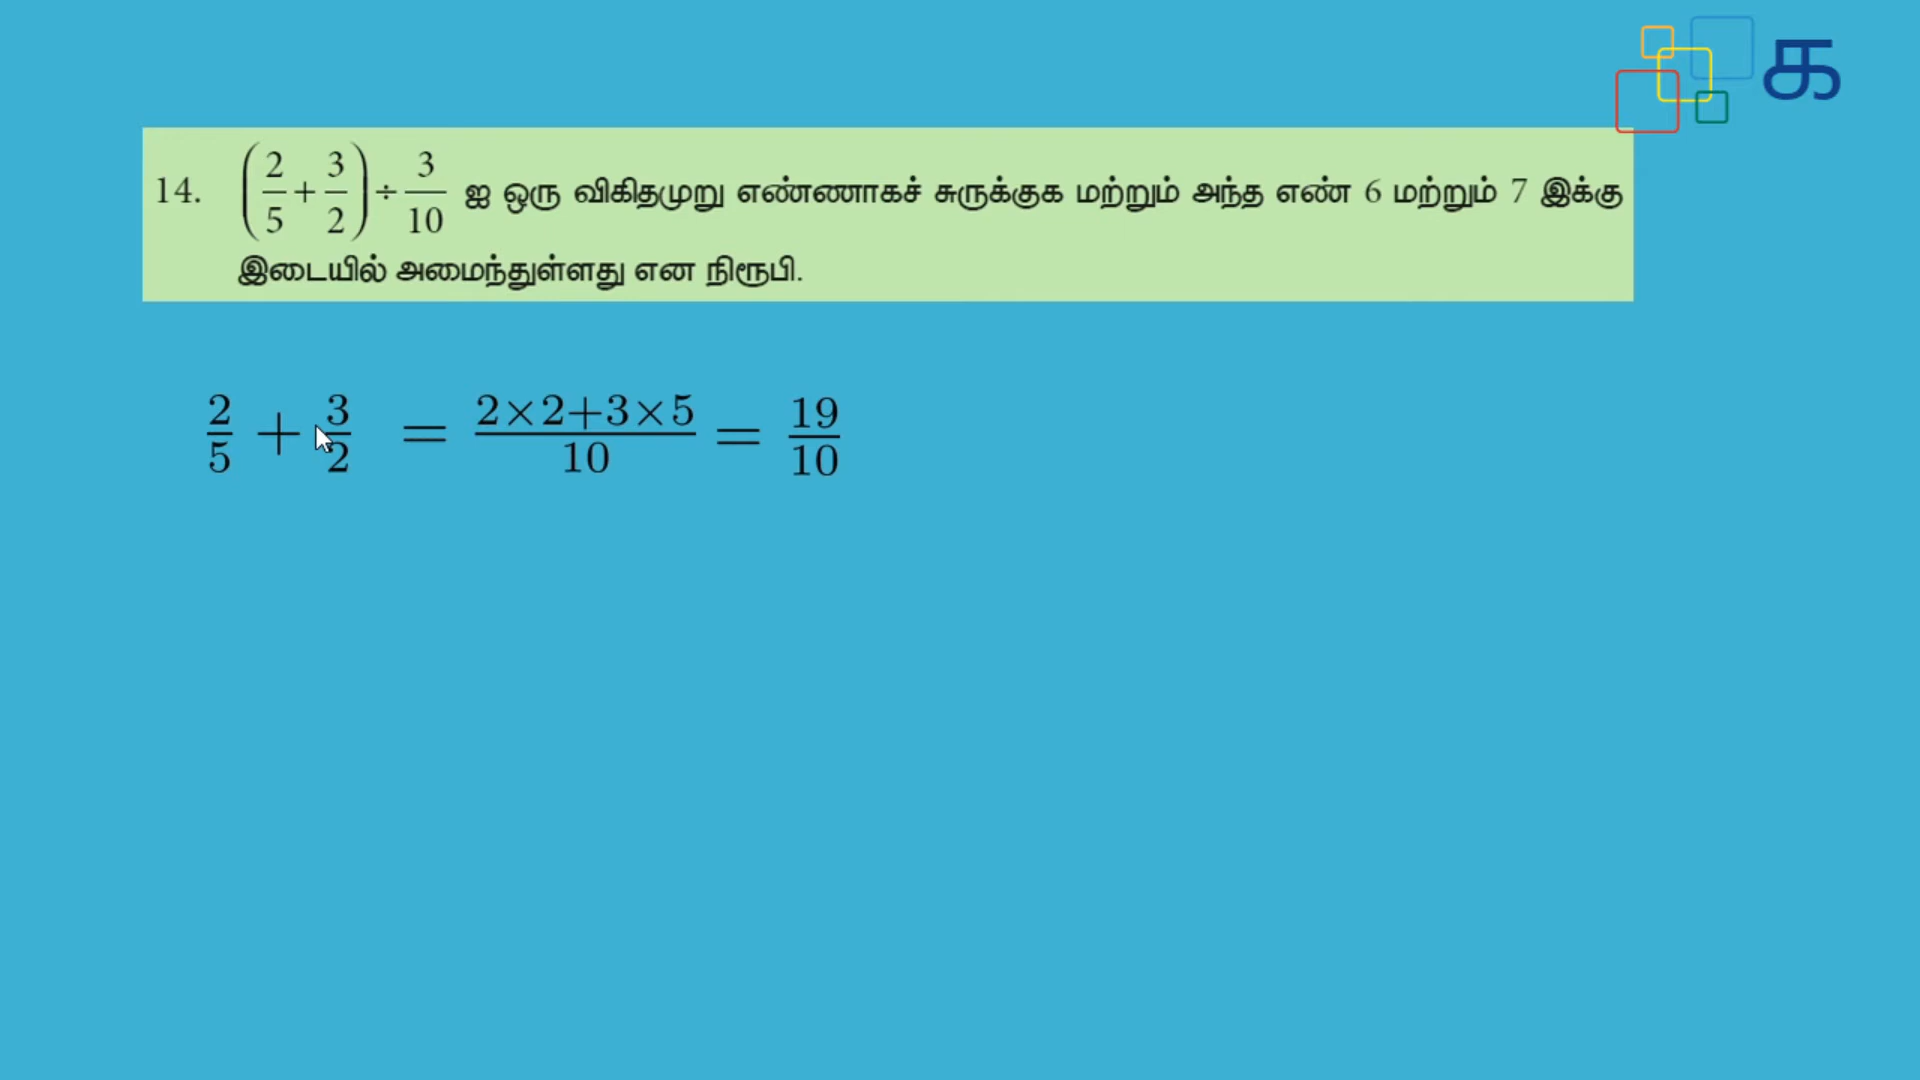 க
14. (2/5 + 3/2) ÷ 3/10 ஐ ஒரு விகிதமுறு எண்ணாகச் சுருக்குக மற்றும் அந்த எண் 6 மற்றும் 7 இக்கு
இடையில் அமைந்துள்ளது என நிரூபி.
2/5 + 3/2 = 2×2+3×5/10 = 19/10